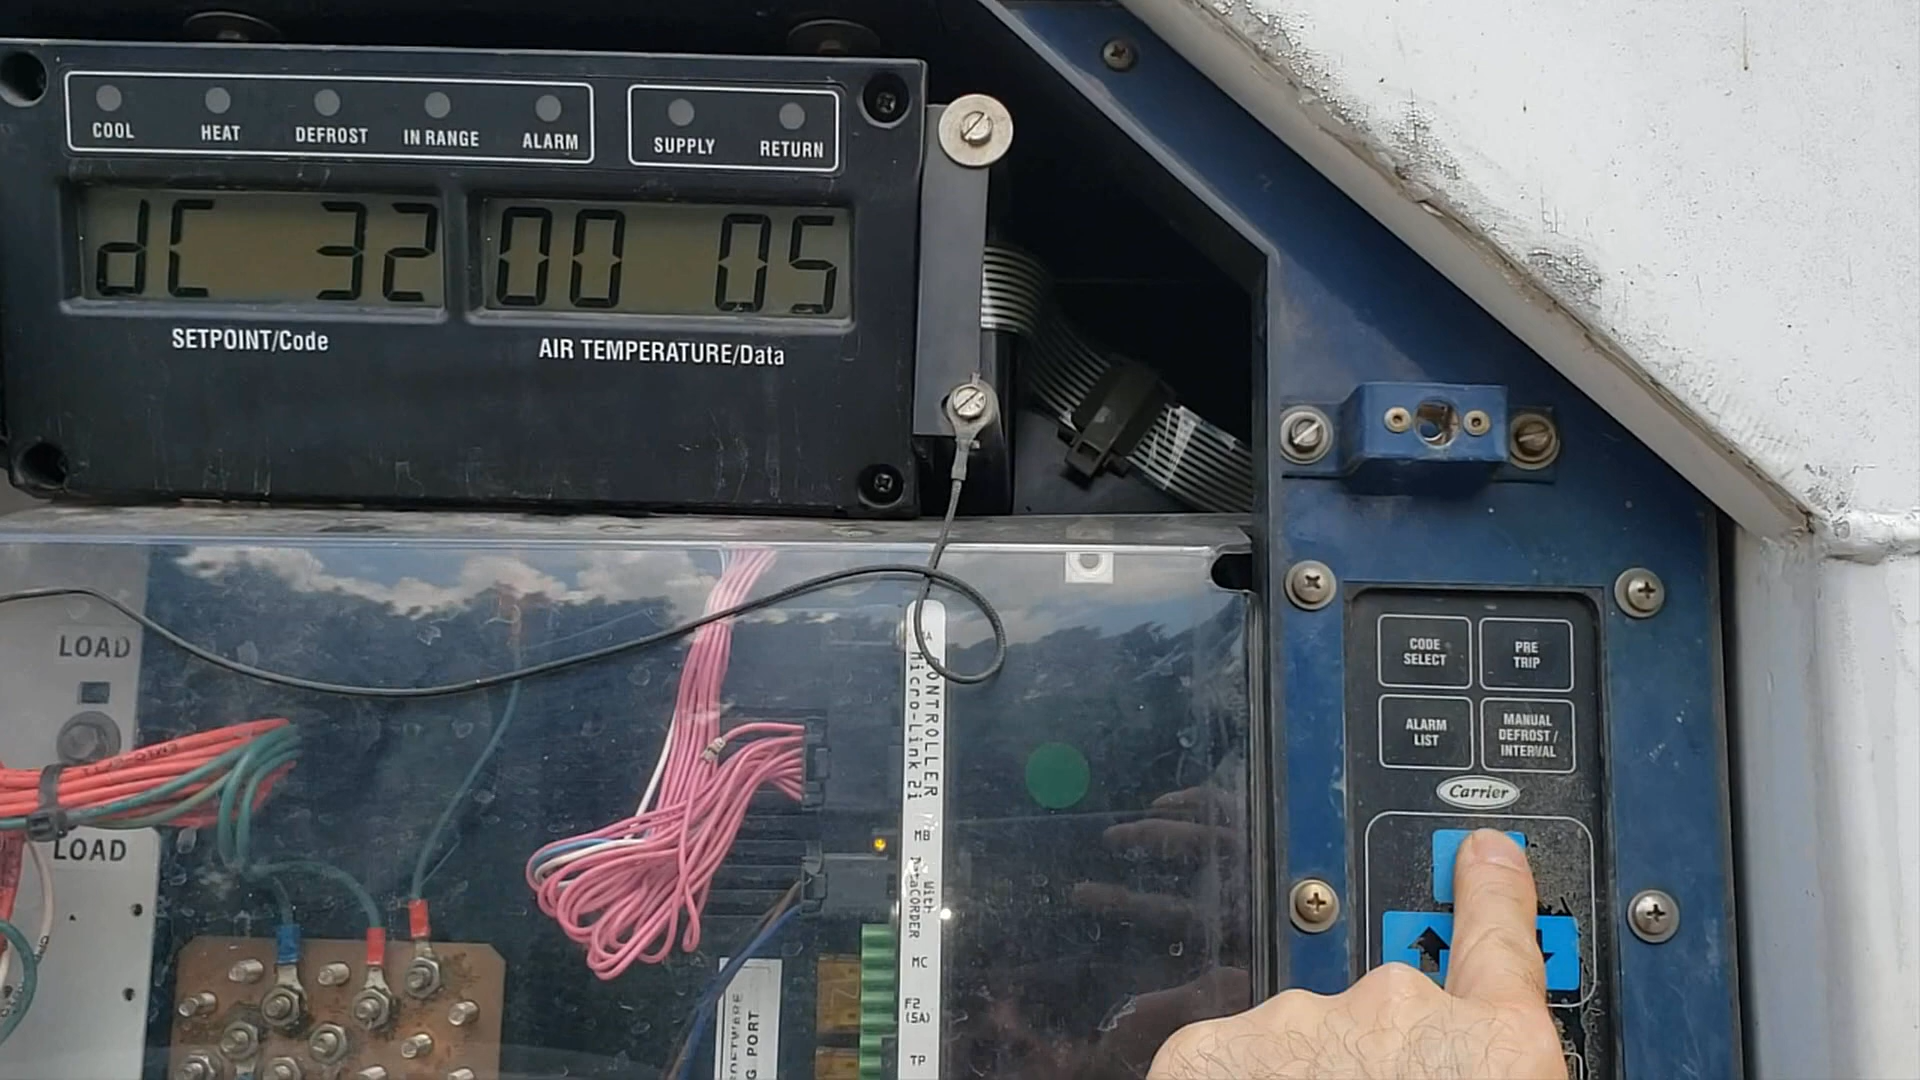 COOL HEAT DEFROST IN RANGE ALARM SUPPLY RETURN
dC 32 00 05
SETPOINT/Code AIR TEMPERATURE/Data
LOAD
LOAD
CONTROLLER
Micro-Link 2i
MB
With
DataCORDER
MC
F2
(5A)
TP
PORT
CODE
SELECT
PRE
TRIP
ALARM
LIST
MANUAL
DEFROST /
INTERVAL
Carrier